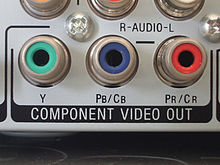 R-AUDIO-L
Y PB/CB PR/CR
COMPONENT VIDEO OUT